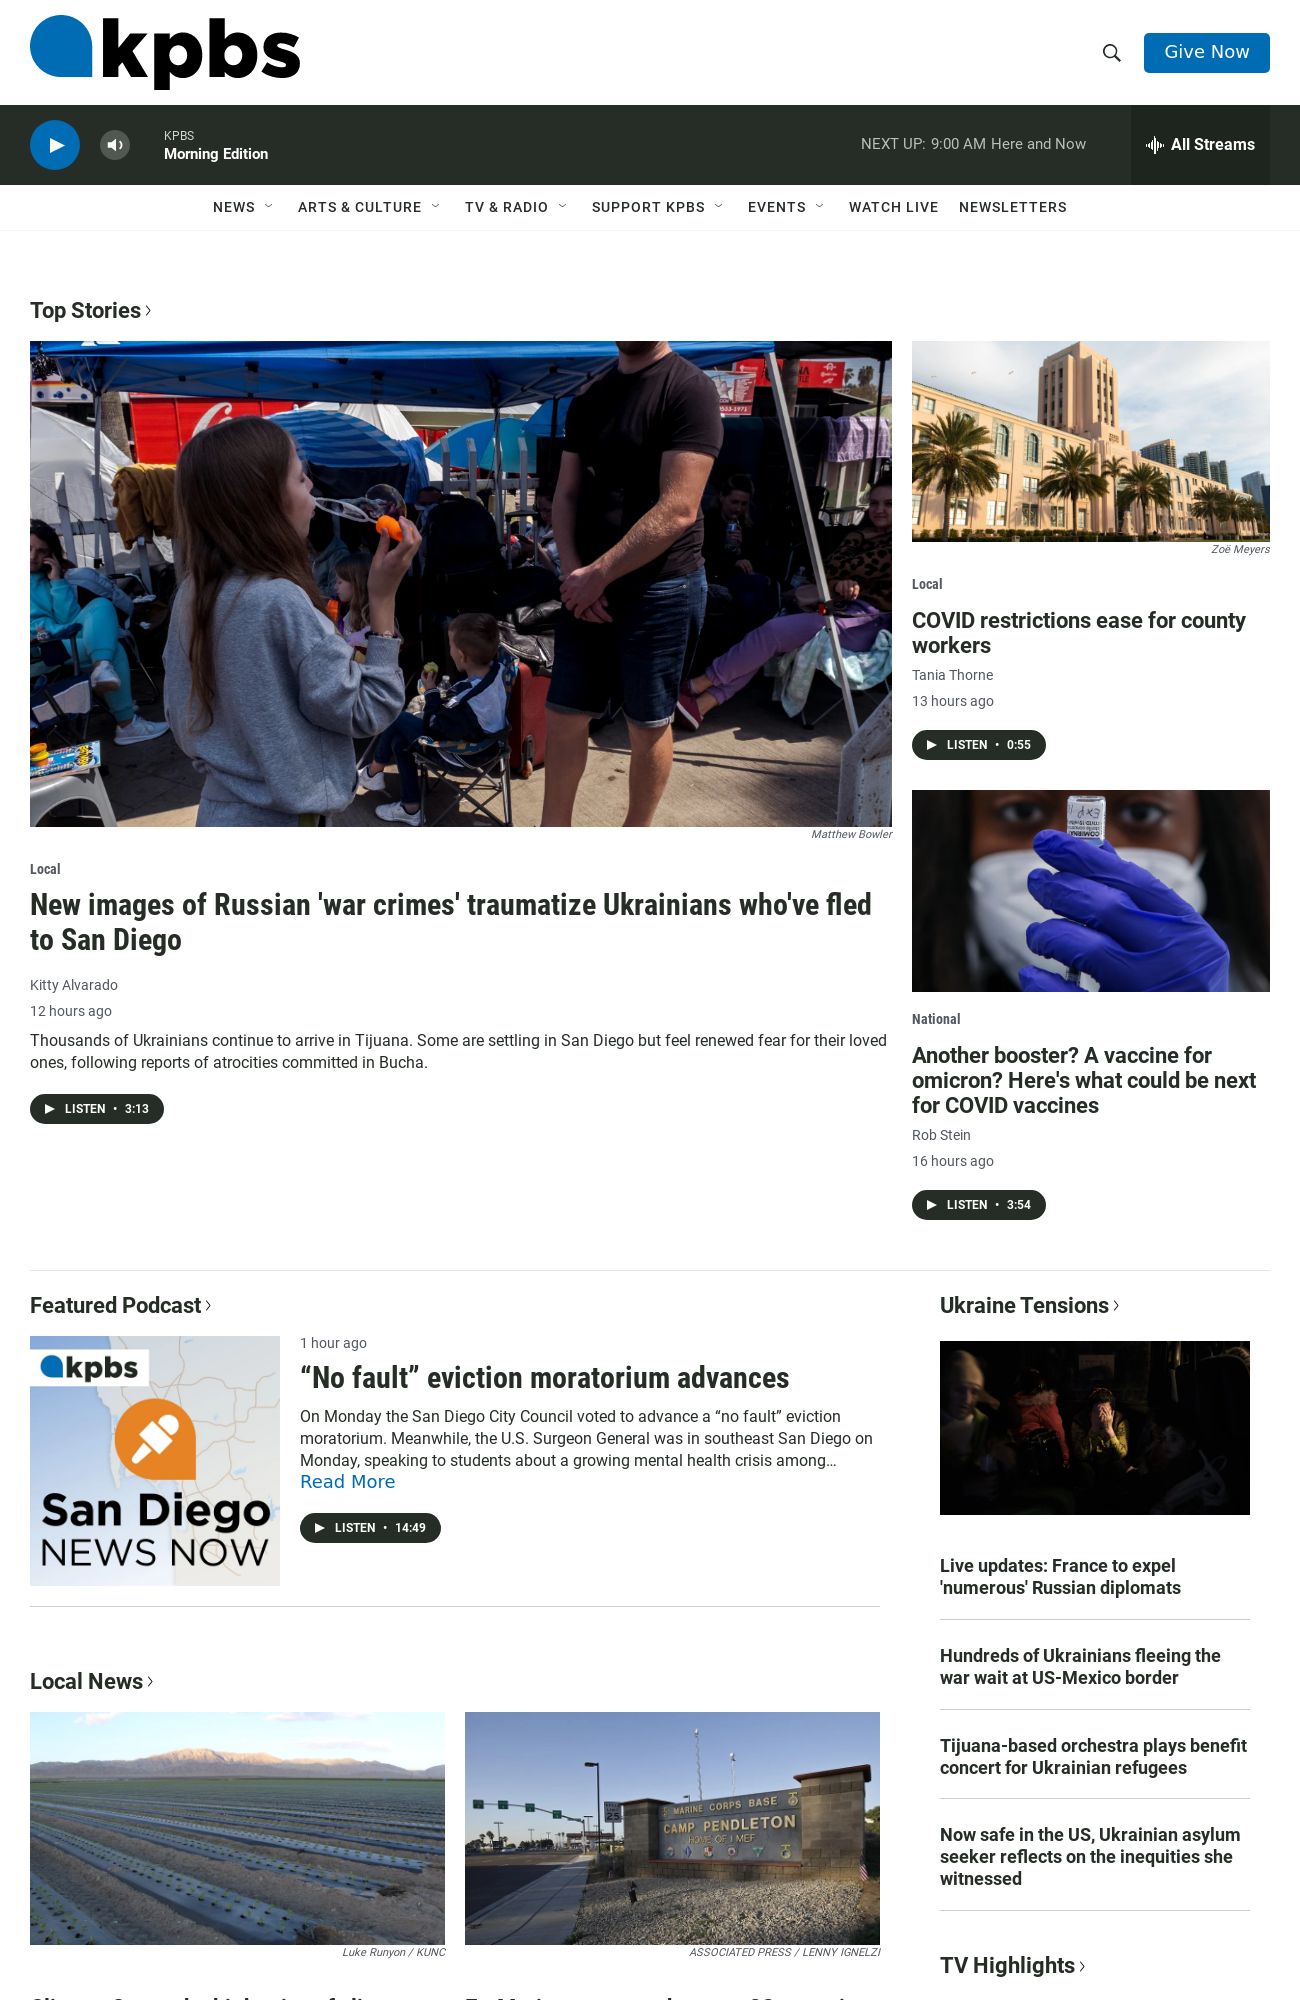 kpbs
Give Now
KPBS
Morning Edition
NEXT UP: 9:00 AM Here and Now
All Streams
NEWS
ARTS & CULTURE
TV & RADIO
SUPPORT KPBS
EVENTS
WATCH LIVE
NEWSLETTERS
Top Stories
Matthew Bowler
Local
New images of Russian 'war crimes' traumatize Ukrainians who've fled
to San Diego
Kitty Alvarado
12 hours ago
Thousands of Ukrainians continue to arrive in Tijuana. Some are settling in San Diego but feel renewed fear for their loved
ones, following reports of atrocities committed in Bucha.
LISTEN • 3:13
Zoë Meyers
Local
COVID restrictions ease for county
workers
Tania Thorne
13 hours ago
LISTEN • 0:55
National
Another booster? A vaccine for
omicron? Here's what could be next
for COVID vaccines
Rob Stein
16 hours ago
LISTEN • 3:54
Featured Podcast
kpbs
San Diego
NEWS NOW
1 hour ago
“No fault” eviction moratorium advances
On Monday the San Diego City Council voted to advance a “no fault” eviction
moratorium. Meanwhile, the U.S. Surgeon General was in southeast San Diego on
Monday, speaking to students about a growing mental health crisis among…
Read More
LISTEN • 14:49
Ukraine Tensions
Live updates: France to expel
'numerous' Russian diplomats
Hundreds of Ukrainians fleeing the
war wait at US-Mexico border
Tijuana-based orchestra plays benefit
concert for Ukrainian refugees
Now safe in the US, Ukrainian asylum
seeker reflects on the inequities she
witnessed
TV Highlights
Local News
Luke Runyon / KUNC
MARINE CORPS BASE
CAMP PENDLETON
HOME OF I MEF
25
ASSOCIATED PRESS / LENNY IGNELZI